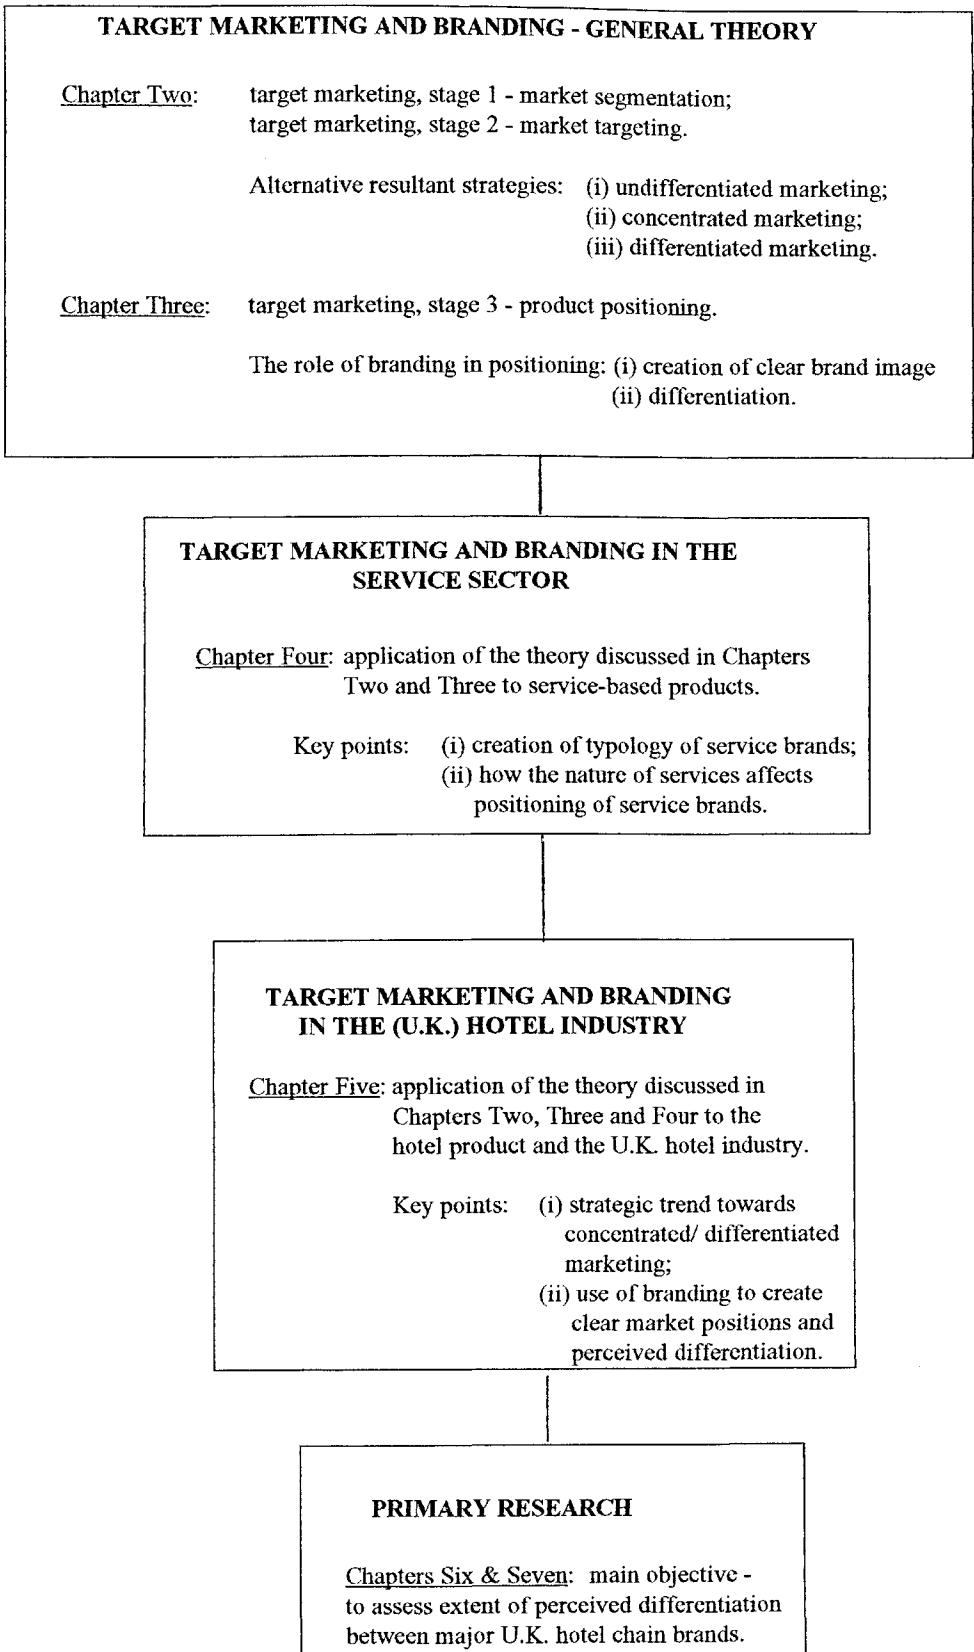 TARGET MARKETING AND BRANDING - GENERAL THEORY
Chapter Two: target marketing, stage 1 - market segmentation;
target marketing, stage 2 - market targeting.
Alternative resultant strategies: (i) undifferentiated marketing;
(ii) concentrated marketing;
(iii) differentiated marketing.
Chapter Three: target marketing, stage 3 - product positioning.
The role of branding in positioning: (i) creation of clear brand image
(ii) differentiation.
TARGET MARKETING AND BRANDING IN THE
SERVICE SECTOR
Chapter Four: application of the theory discussed in Chapters
Two and Three to service-based products.
Key points: (i) creation of typology of service brands;
(ii) how the nature of services affects
positioning of service brands.
TARGET MARKETING AND BRANDING
IN THE (U.K.) HOTEL INDUSTRY
Chapter Five: application of the theory discussed in
Chapters Two, Three and Four to the
hotel product and the U.K. hotel industry.
Key points: (i) strategic trend towards
concentrated/ differentiated
marketing;
(ii) use of branding to create
clear market positions and
perceived differentiation.
PRIMARY RESEARCH
Chapters Six & Seven: main objective -
to assess extent of perceived differentiation
between major U.K. hotel chain brands.